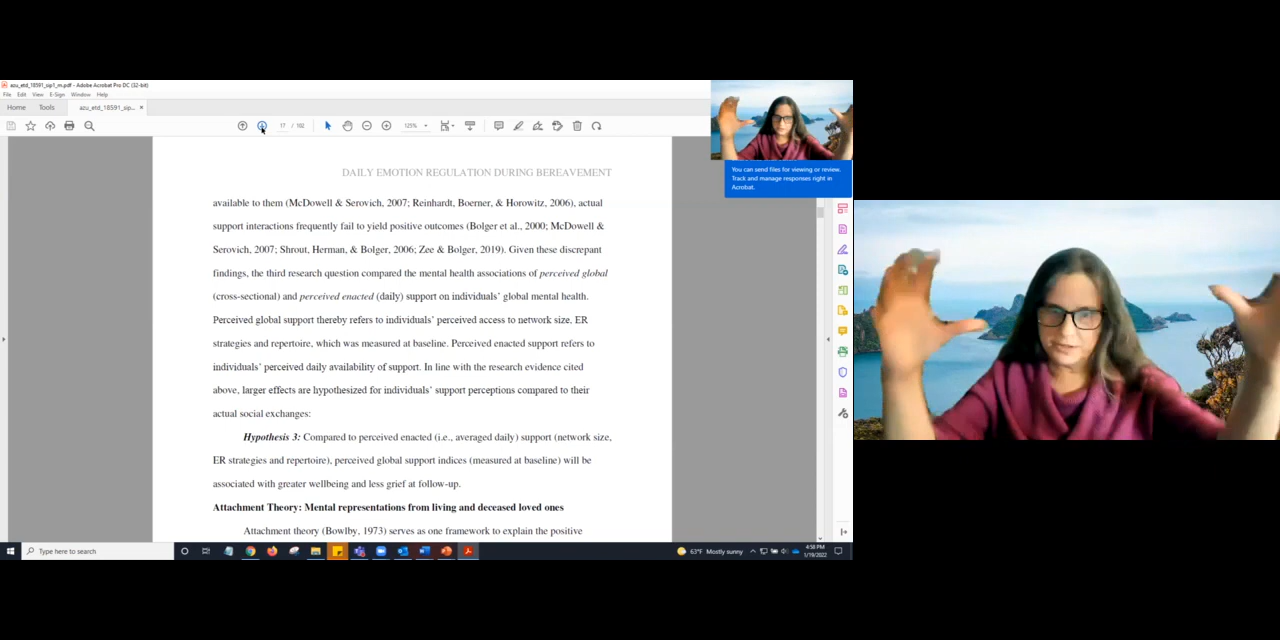 azu_etd_18591_sip1_m.pdf - Adobe Acrobat Pro DC (32-bit)
File Edit View E-Sign Window Help
Home Tools azu_etd_18591_sip... ×
17 / 102 125%
You can send files for viewing or review.
Track and manage responses right in
Acrobat.
DAILY EMOTION REGULATION DURING BEREAVEMENT
available to them (McDowell & Serovich, 2007; Reinhardt, Boerner, & Horowitz, 2006), actual
support interactions frequently fail to yield positive outcomes (Bolger et al., 2000; McDowell &
Serovich, 2007; Shrout, Herman, & Bolger, 2006; Zee & Bolger, 2019). Given these discrepant
findings, the third research question compared the mental health associations of perceived global
(cross-sectional) and perceived enacted (daily) support on individuals’ global mental health.
Perceived global support thereby refers to individuals’ perceived access to network size, ER
strategies and repertoire, which was measured at baseline. Perceived enacted support refers to
individuals’ perceived daily availability of support. In line with the research evidence cited
above, larger effects are hypothesized for individuals’ support perceptions compared to their
actual social exchanges:
Hypothesis 3: Compared to perceived enacted (i.e., averaged daily) support (network size,
ER strategies and repertoire), perceived global support indices (measured at baseline) will be
associated with greater wellbeing and less grief at follow-up.
Attachment Theory: Mental representations from living and deceased loved ones
Attachment theory (Bowlby, 1973) serves as one framework to explain the positive
Type here to search
63°F Mostly sunny
4:58 PM
1/19/2022